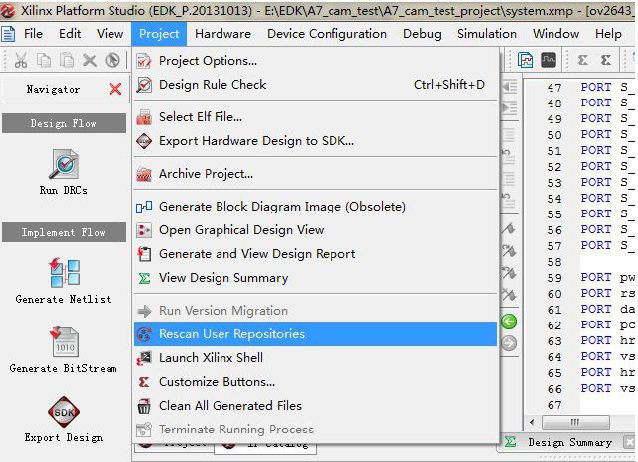 Xilinx Platform Studio (EDK_P.20131013) - E:\EDK\A7_cam_test\A7_cam_test_project\system.xmp - [ov2643_
File Edit View Project Hardware Device Configuration Debug Simulation Window Help
Navigator
Design Flow
Run DRCs
Implement Flow
Generate Netlist
1010
Generate BitStream
SDK
Export Design
Project Options...
Design Rule Check Ctrl+Shift+D
Select Elf File...
Export Hardware Design to SDK...
Archive Project...
Generate Block Diagram Image (Obsolete)
Open Graphical Design View
Generate and View Design Report
View Design Summary
Run Version Migration
Rescan User Repositories
Launch Xilinx Shell
Customize Buttons...
Clean All Generated Files
Terminate Running Process
47 PORT S_
48 PORT S_
49 PORT S_
50 PORT S_
51 PORT S_
52 PORT S_
53 PORT S_
54 PORT S_
55 PORT S_
56 PORT S_
57 PORT S_
58
59 PORT pw
60 PORT rs
61 PORT da
62 PORT pc
63 PORT hr
64 PORT vs
65 PORT hr
66 PORT vs
67
Design Summary